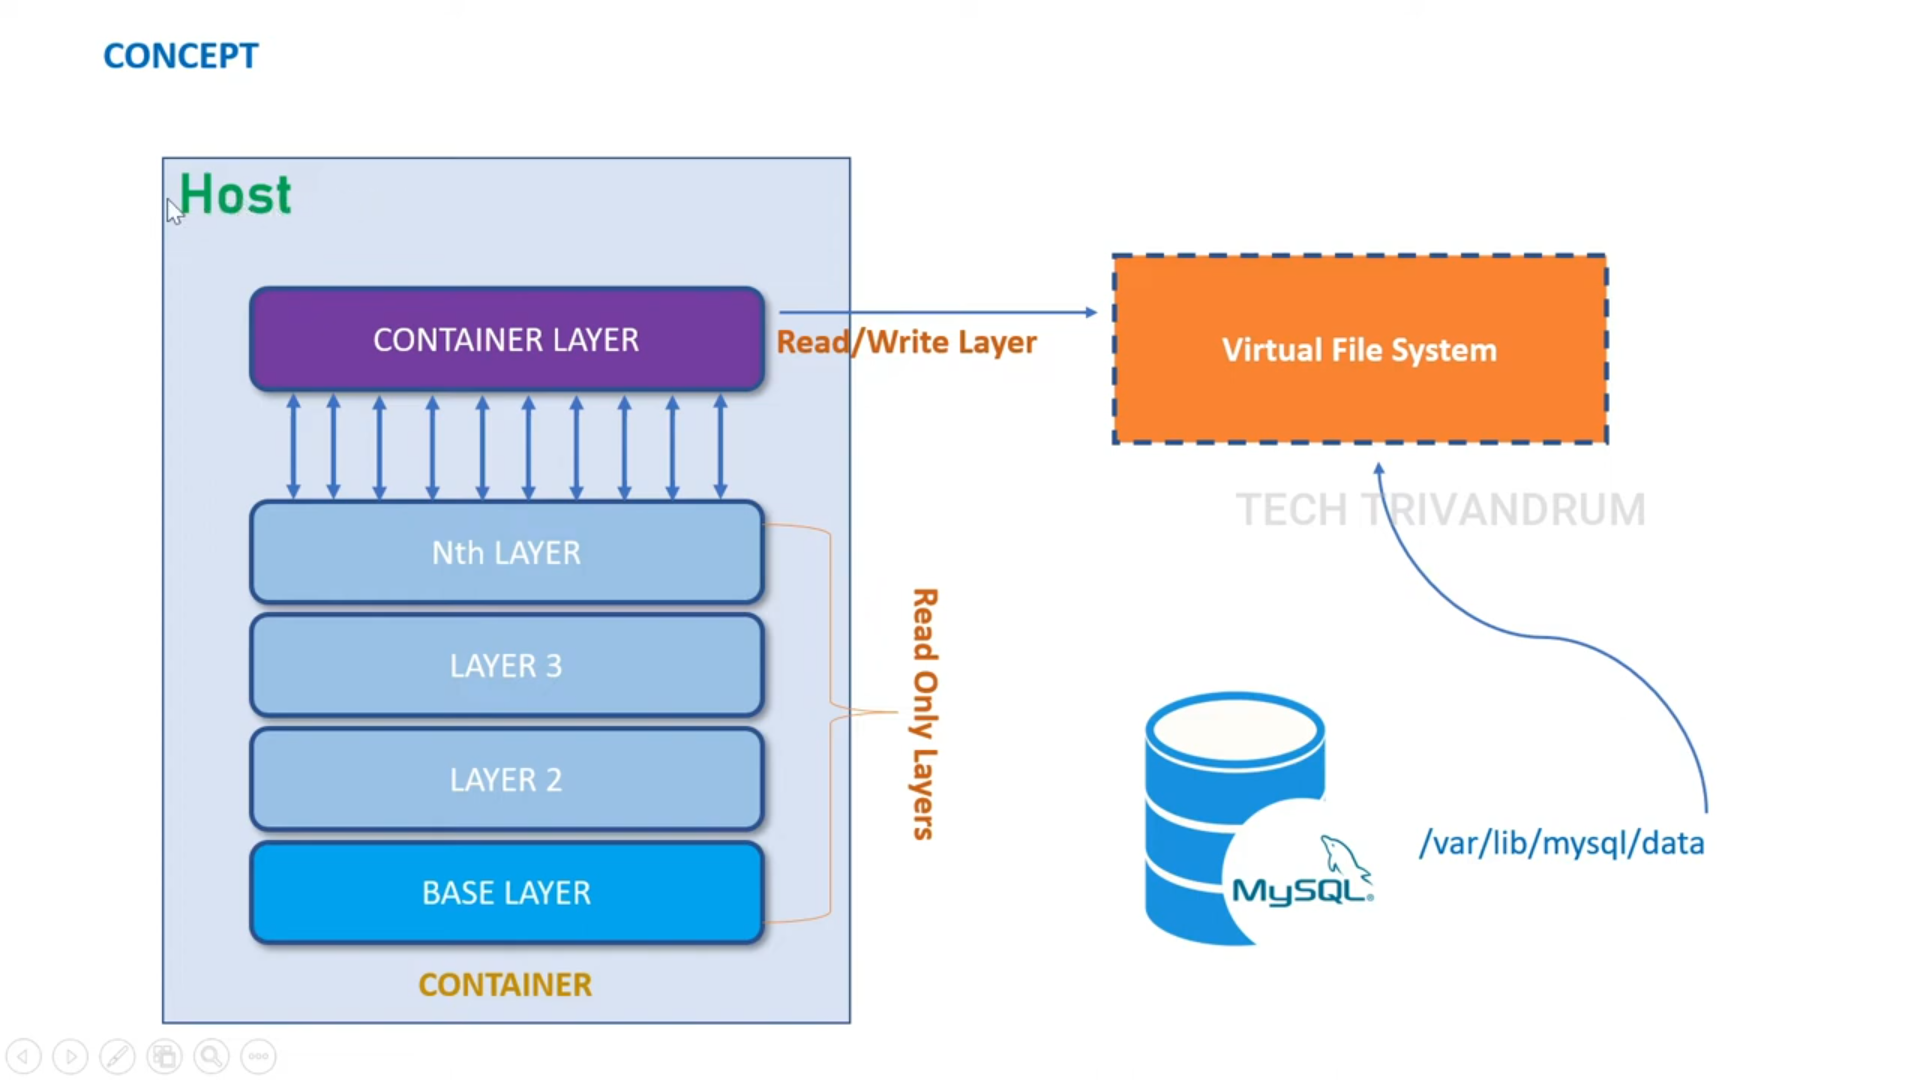 CONCEPT
Host
CONTAINER LAYER
Read/Write Layer
Virtual File System
TECH TRIVANDRUM
Nth LAYER
LAYER 3
LAYER 2
BASE LAYER
Read Only Layers
CONTAINER
MySQL®
/var/lib/mysql/data